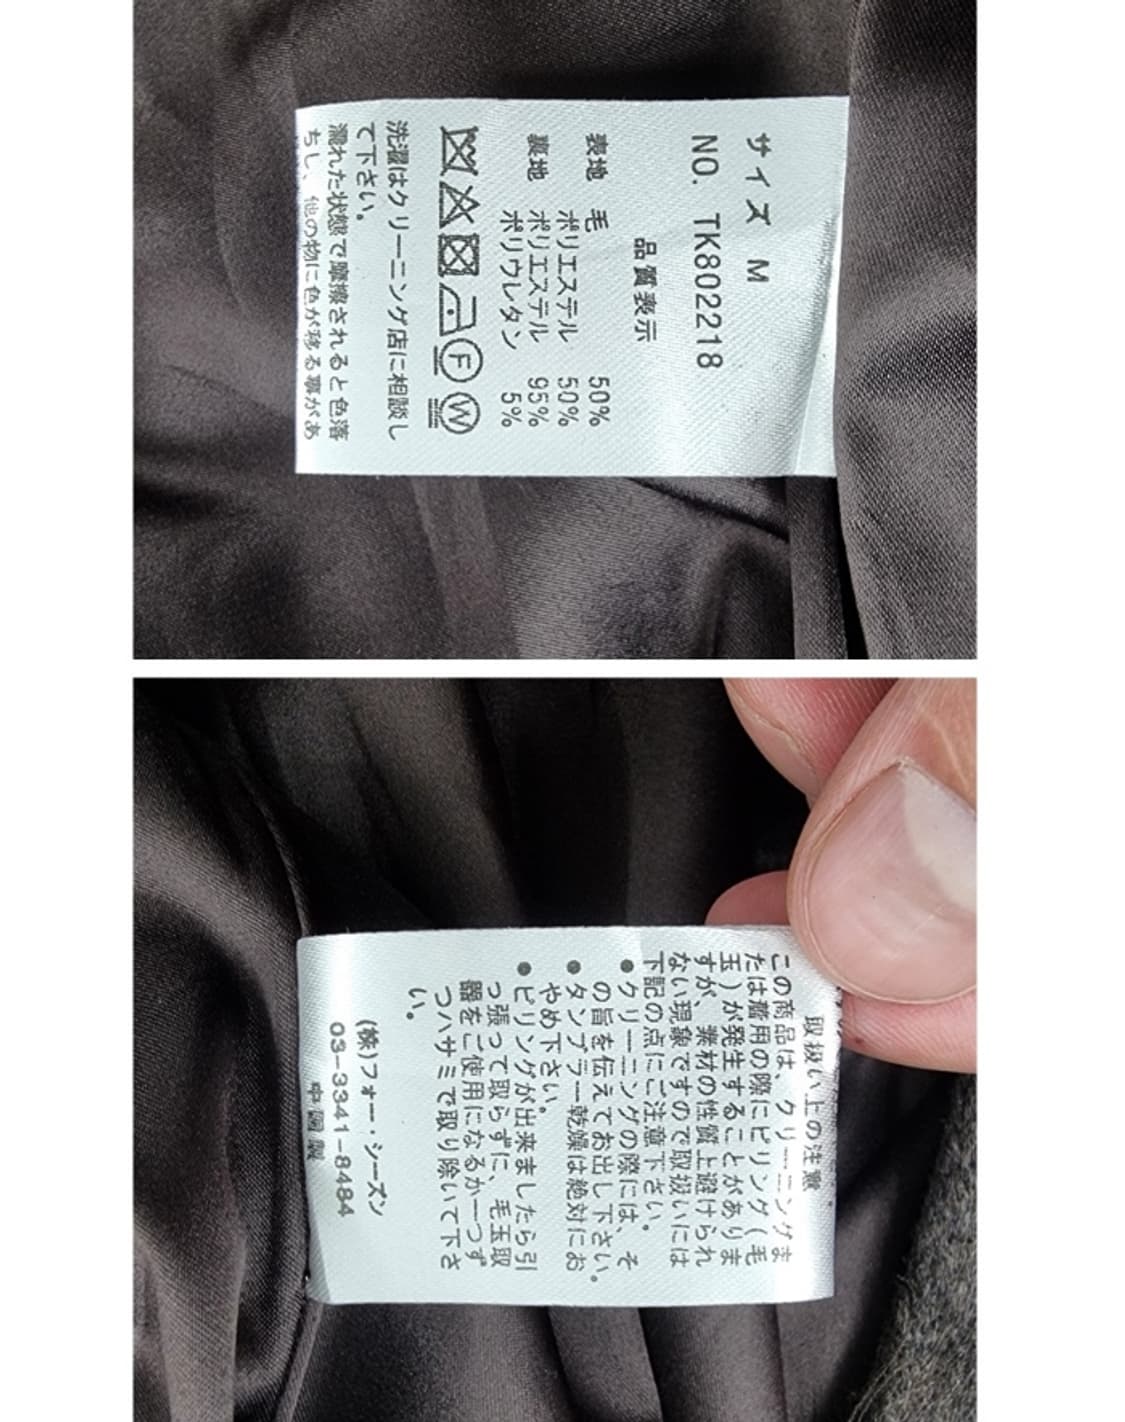 サイズ M
NO. TK802218
品質表示
表地 毛 50%
ポリエステル 50%
裏地 ポリエステル 95%
ポリウレタン 5%
F W
洗濯はクリーニング店に相談し
て下さい。
濡れた状態で摩擦されると色落
ちし、他の物に色が移る事があ
取扱い上の注意
この商品は、クリーニングま
たは着用の際にピリング(毛
玉)が発生することがありま
すが、素材の性質上避けられ
ない現象ですので取扱いには
下記の点にご注意下さい。
●クリーニングの際には、そ
の旨を伝えてお出し下さい。
●タンブラー乾燥は絶対にお
やめ下さい。
●ピリングが出来ましたら引
っ張って取らずに、毛玉取
器をご使用になるか一つず
つハサミで取り除いて下さ
い。
(株)フォー・シーズン
03-3341-8484
中国製